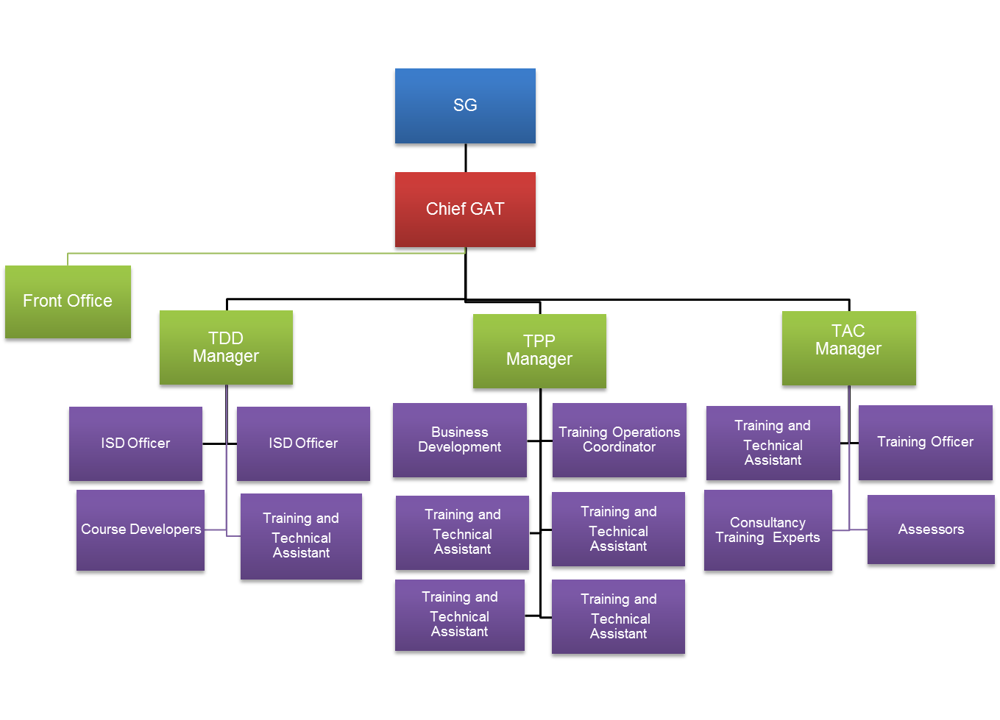 SG
Chief GAT
Front Office
TDD
Manager
TPP
Manager
TAC
Manager
ISD Officer
ISD Officer
Course Developers
Training and
Technical
Assistant
Business
Development
Training Operations
Coordinator
Training and
Technical
Assistant
Training and
Technical
Assistant
Training and
Technical
Assistant
Training and
Technical
Assistant
Training and
Technical
Assistant
Training Officer
Consultancy
Training Experts
Assessors